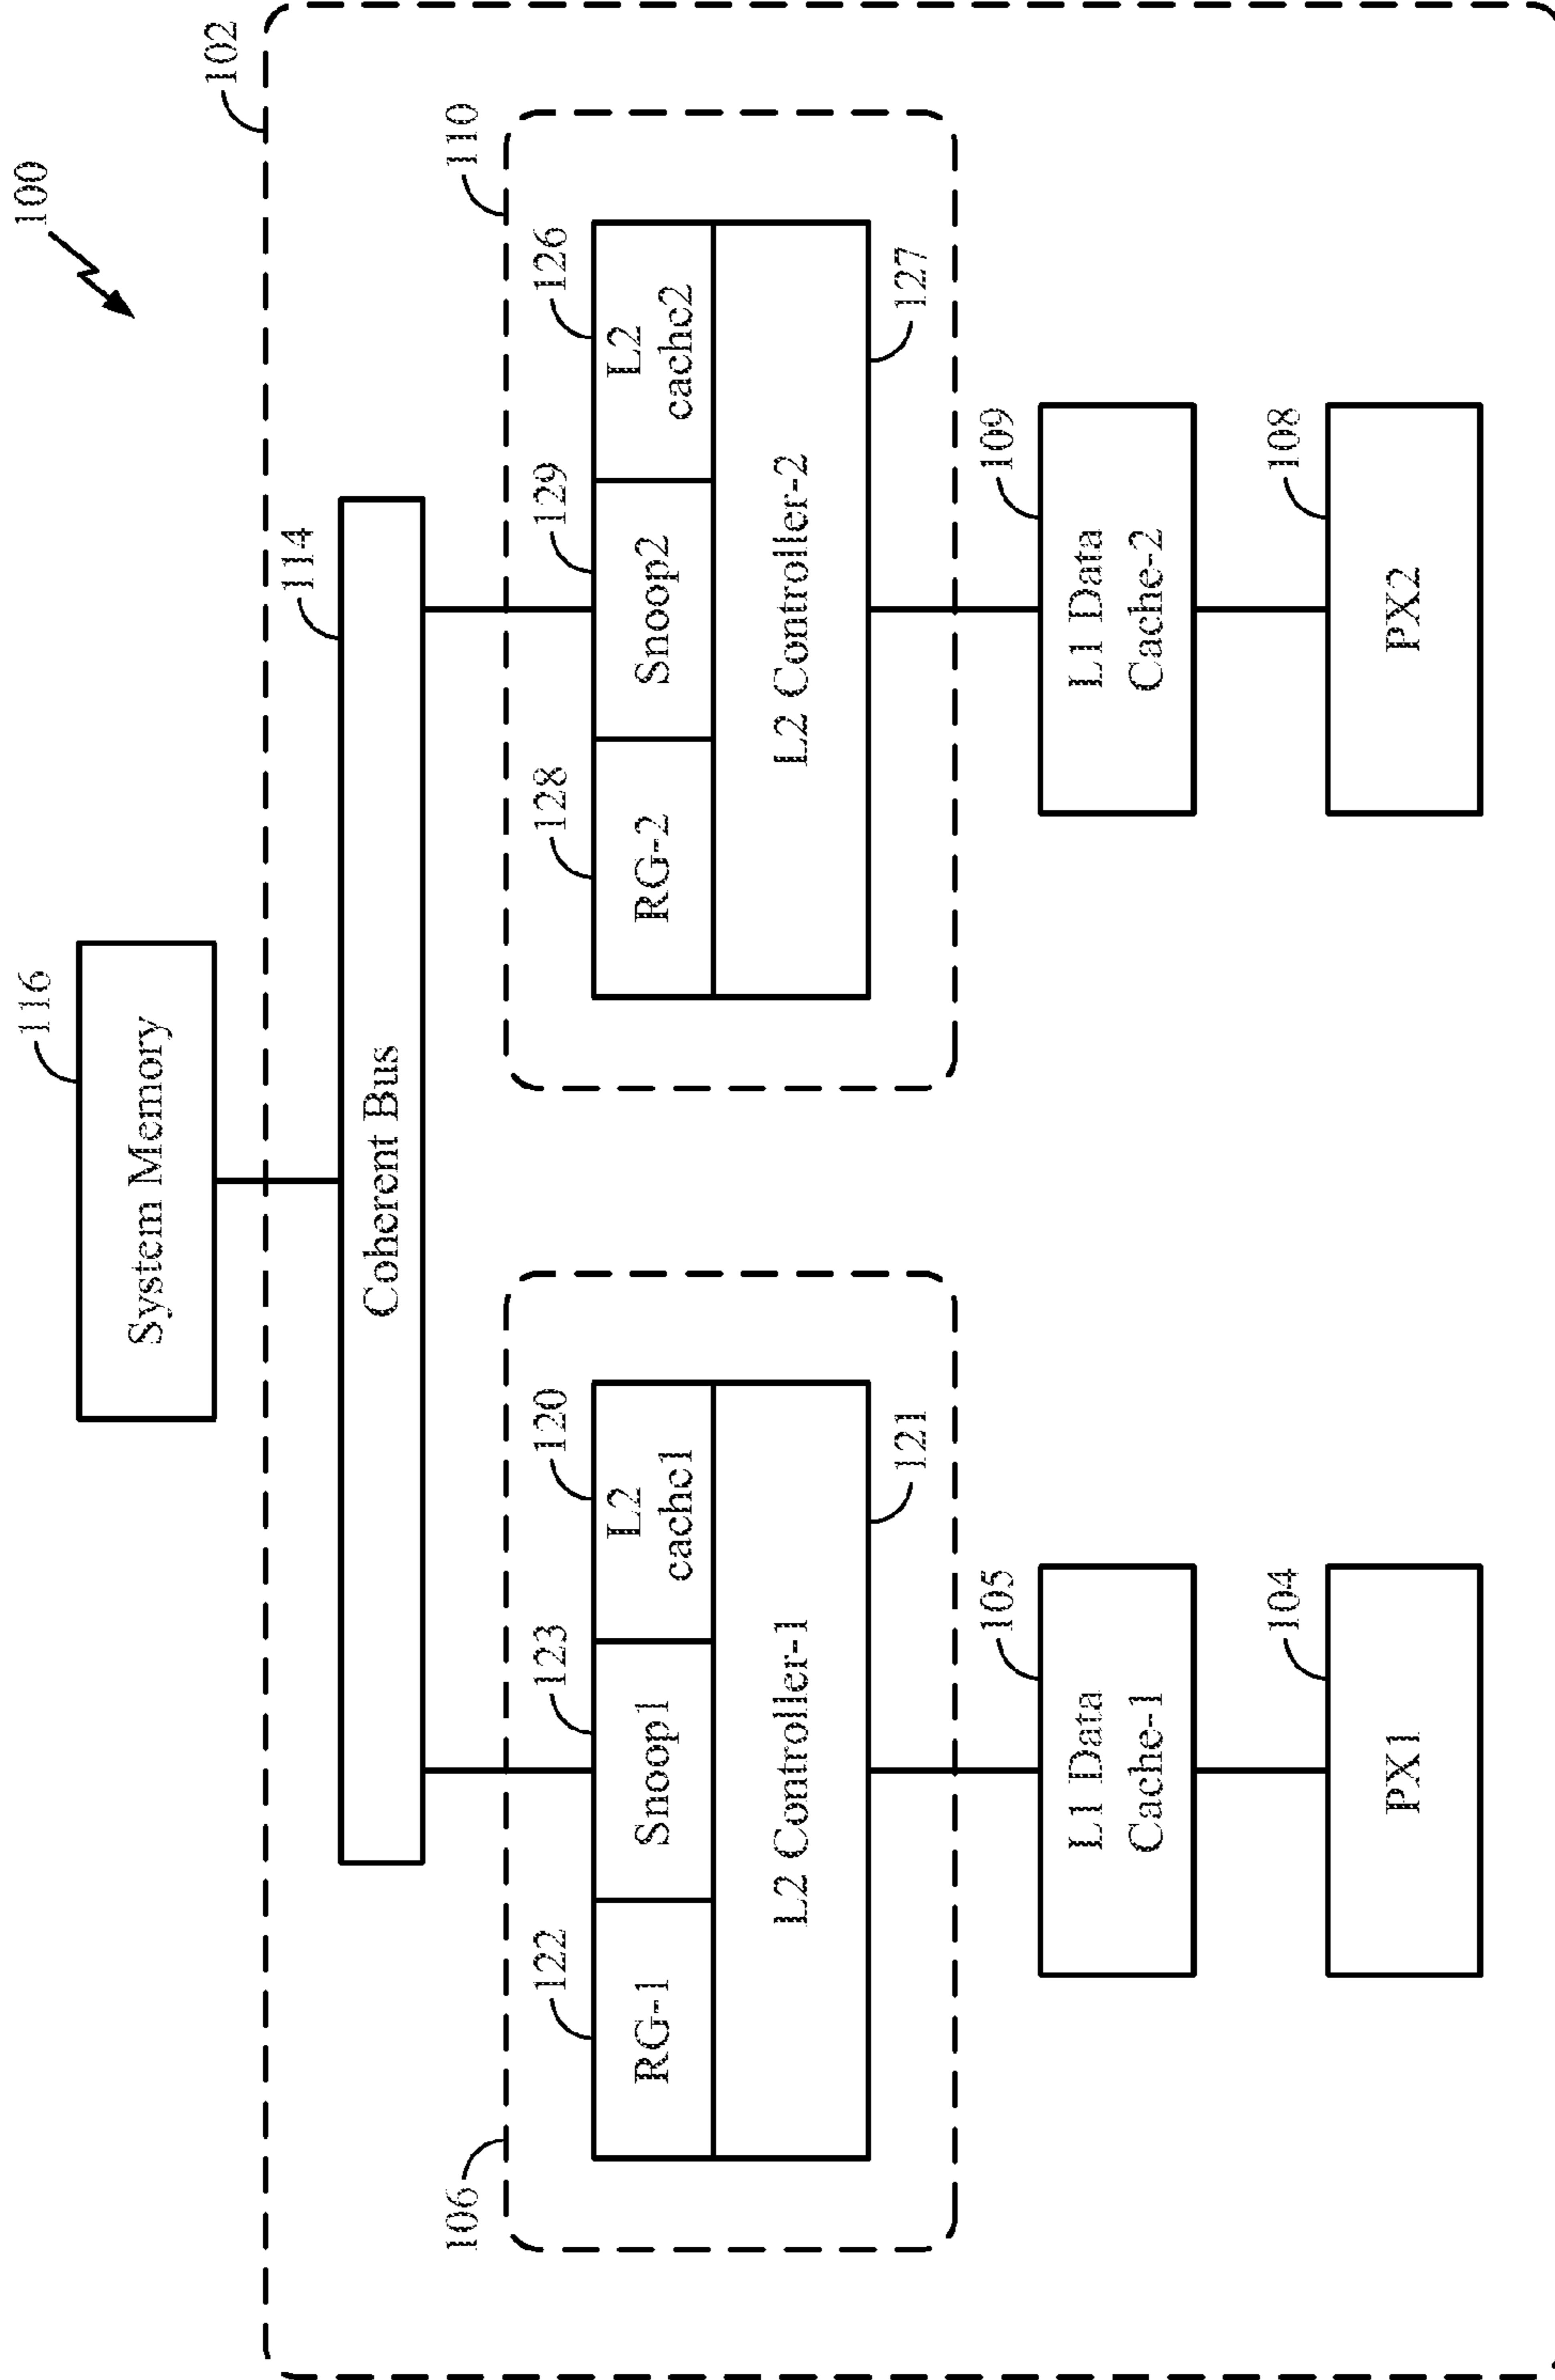 100
116
System Memory
102
114
Coherent Bus
106
110
122
123
120
128
129
126
RG-1
Snoop1
L2
cache1
RG-2
Snoop2
L2
cache2
L2 Controller-1
121
L2 Controller-2
127
105
L1 Data
Cache-1
109
L1 Data
Cache-2
104
PX1
108
PX2